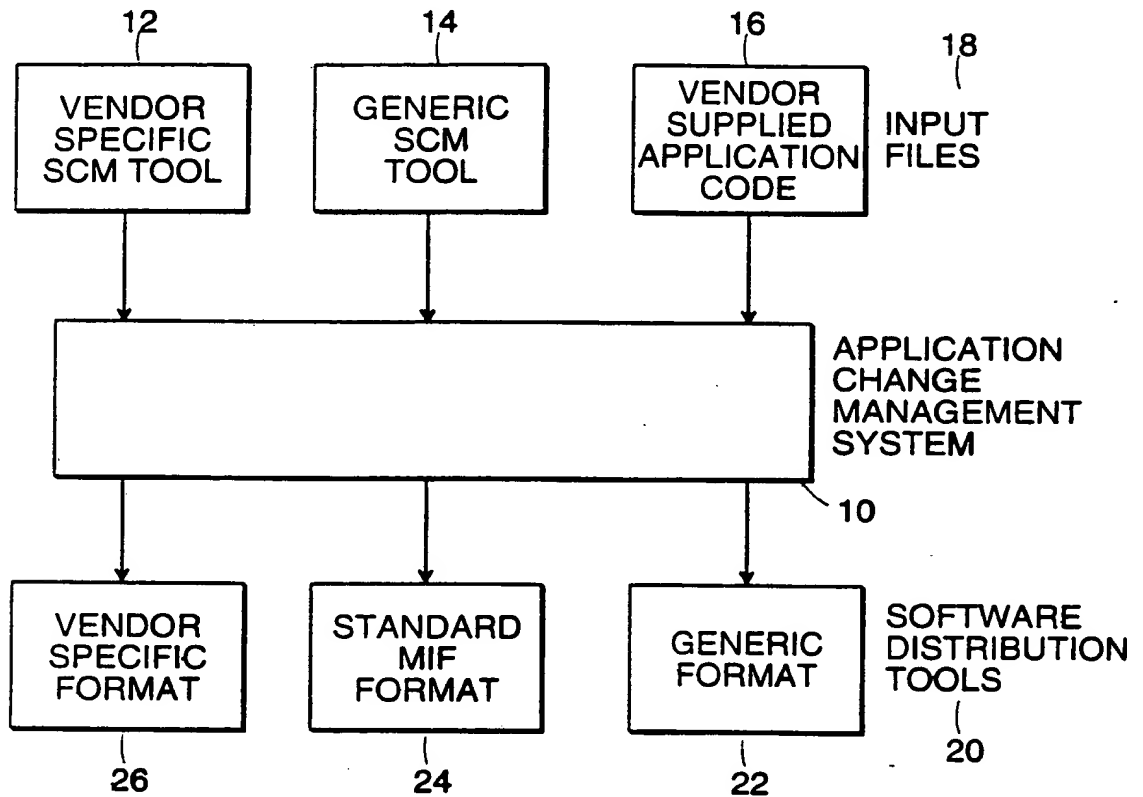 12
14
16
18
VENDOR
SPECIFIC
SCM TOOL
GENERIC
SCM
TOOL
VENDOR
SUPPLIED
APPLICATION
CODE
INPUT
FILES
APPLICATION
CHANGE
MANAGEMENT
SYSTEM
10
VENDOR
SPECIFIC
FORMAT
STANDARD
MIF
FORMAT
GENERIC
FORMAT
SOFTWARE
DISTRIBUTION
TOOLS
26
24
22
20